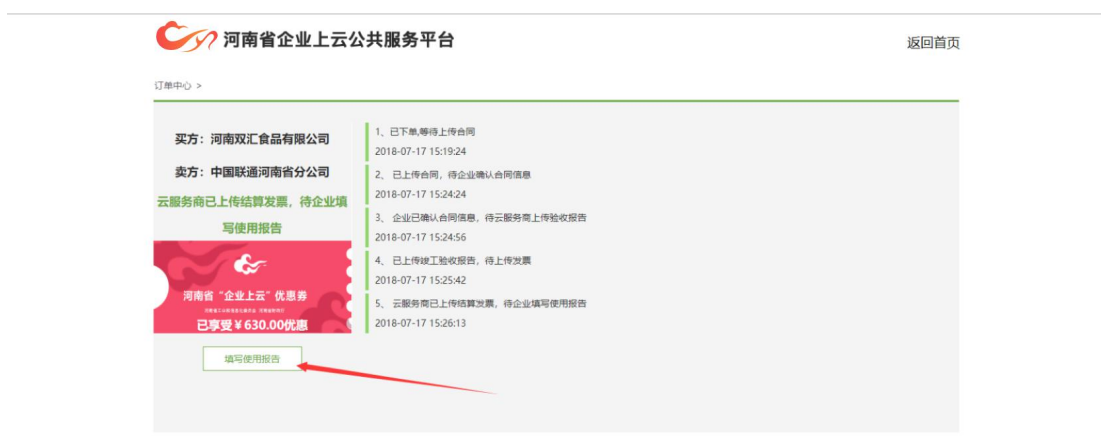 河南省企业上云公共服务平台
返回首页
订单中心 >
买方：河南双汇食品有限公司
卖方：中国联通河南省分公司
云服务商已上传结算发票，待企业填
写使用报告
河南省“企业上云”优惠券
已享受￥630.00优惠
填写使用报告
1、已下单,等待上传合同
2018-07-17 15:19:24
2、已上传合同，待企业确认合同信息
2018-07-17 15:24:24
3、企业已确认合同信息，待云服务商上传验收报告
2018-07-17 15:24:56
4、已上传竣工验收报告，待上传发票
2018-07-17 15:25:42
5、云服务商已上传结算发票，待企业填写使用报告
2018-07-17 15:26:13